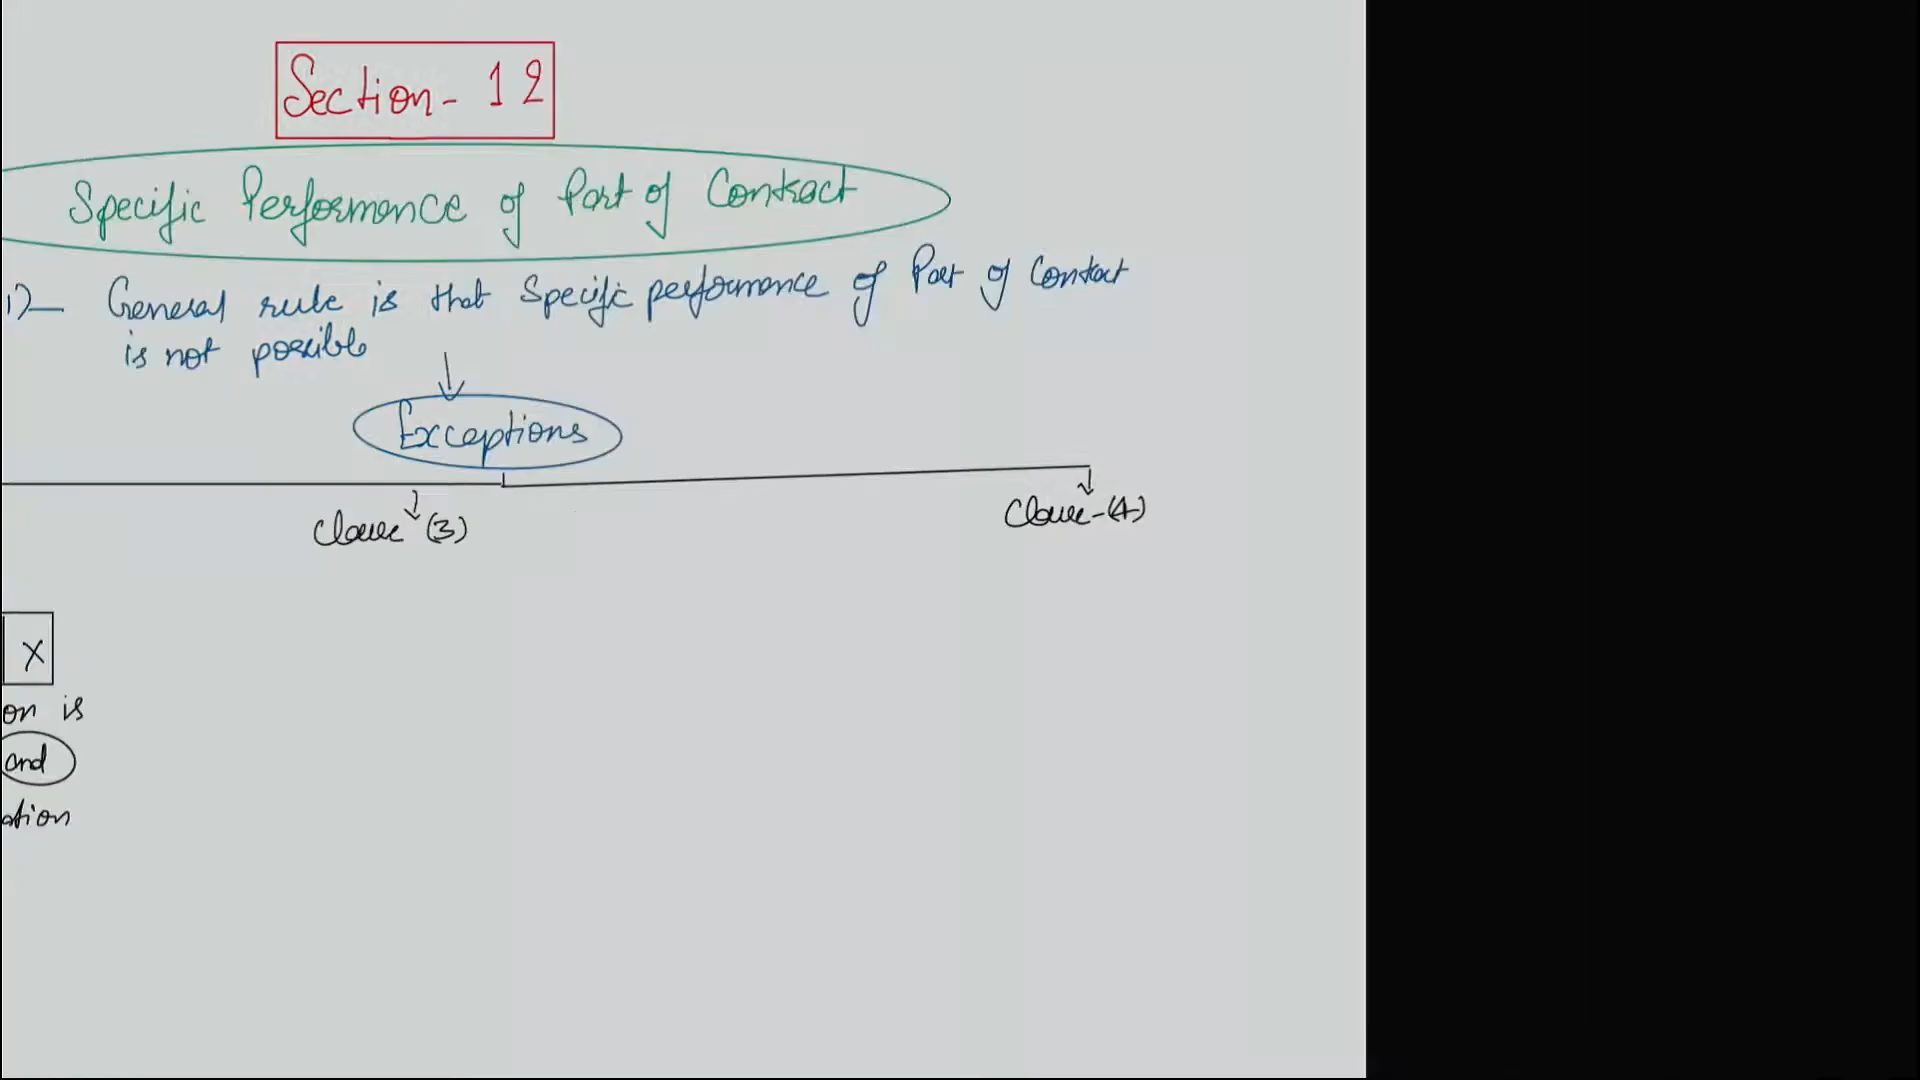 Section - 12
Specific Performance of Part of Contract
1)— General rule is that Specific performance of Part of Contact
is not possible
Exceptions
Clause (3)
Clause-(4)
X
on is
and
ation